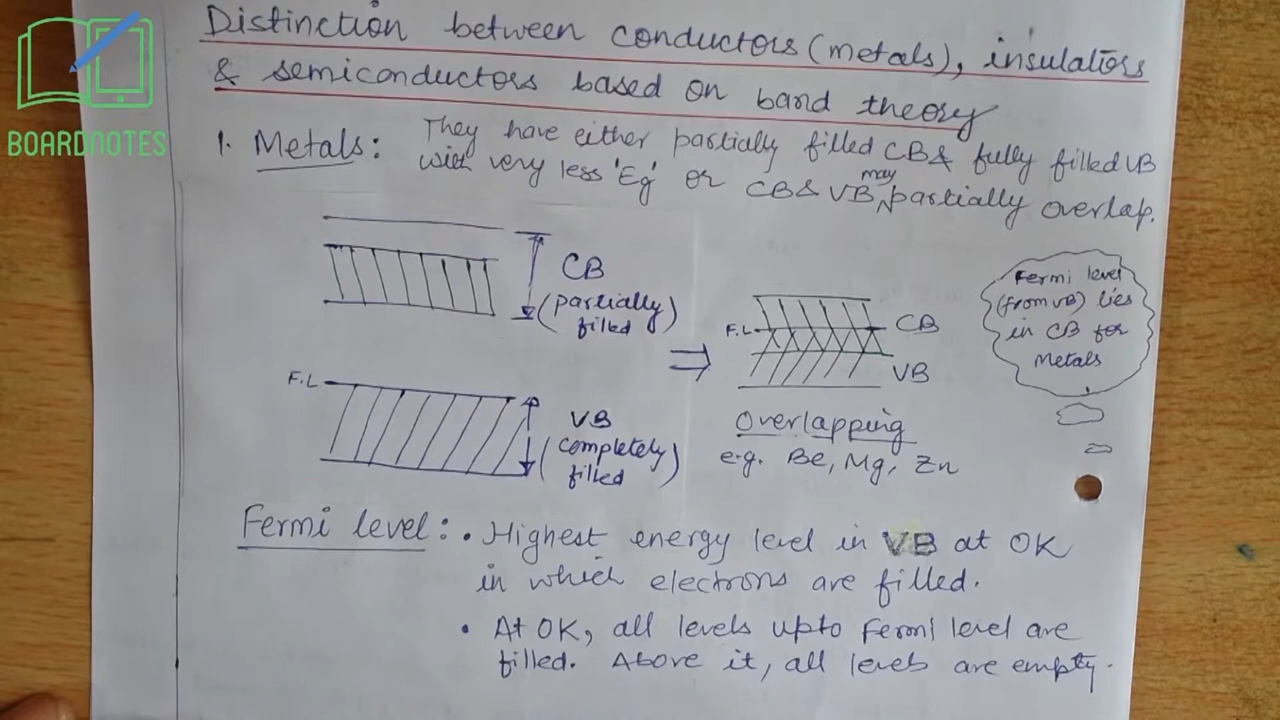 BOARDNOTES
Distinction between conductors (metals), insulators
& semiconductors based on band theory
1. Metals: They have either partially filled CB & fully filled VB
with very less 'Eg' or CB & VB may partially overlap.
CB
(partially filled)
F.L
VB
(completely filled)
⇒
F.L
CB
VB
Overlapping
e.g. Be, Mg, Zn
Fermi level
(from VB) lies
in CB for
Metals
Fermi level: • Highest energy level in VB at OK
in which electrons are filled.
• At OK, all levels upto Fermi level are
filled. Above it, all levels are empty.